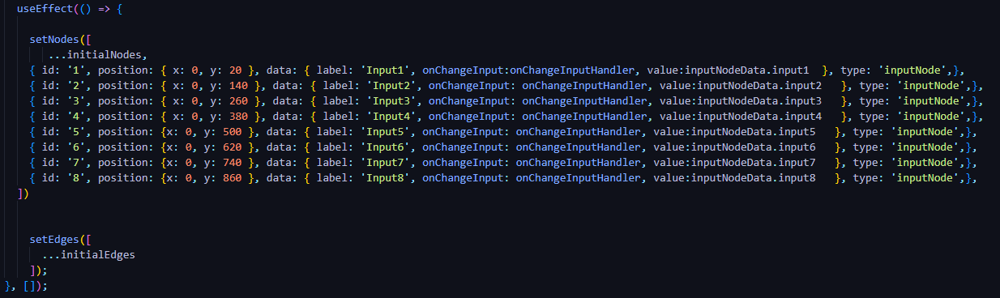 useEffect(() => {
setNodes([
...initialNodes,
{ id: '1', position: { x: 0, y: 20 }, data: { label: 'Input1', onChangeInput:onChangeInputHandler, value:inputNodeData.input1 }, type: 'inputNode',},
{ id: '2', position: { x: 0, y: 140 }, data: { label: 'Input2', onChangeInput: onChangeInputHandler, value:inputNodeData.input2 }, type: 'inputNode',},
{ id: '3', position: { x: 0, y: 260 }, data: { label: 'Input3', onChangeInput: onChangeInputHandler, value:inputNodeData.input3 }, type: 'inputNode',},
{ id: '4', position: { x: 0, y: 380 }, data: { label: 'Input4', onChangeInput: onChangeInputHandler, value:inputNodeData.input4 }, type: 'inputNode',},
{ id: '5', position: {x: 0, y: 500 }, data: { label: 'Input5', onChangeInput: onChangeInputHandler, value:inputNodeData.input5 }, type: 'inputNode',},
{ id: '6', position: {x: 0, y: 620 }, data: { label: 'Input6', onChangeInput: onChangeInputHandler, value:inputNodeData.input6 }, type: 'inputNode',},
{ id: '7', position: {x: 0, y: 740 }, data: { label: 'Input7', onChangeInput: onChangeInputHandler, value:inputNodeData.input7 }, type: 'inputNode',},
{ id: '8', position: {x: 0, y: 860 }, data: { label: 'Input8', onChangeInput: onChangeInputHandler, value:inputNodeData.input8 }, type: 'inputNode',},
])
setEdges([
...initialEdges
]);
}, []);